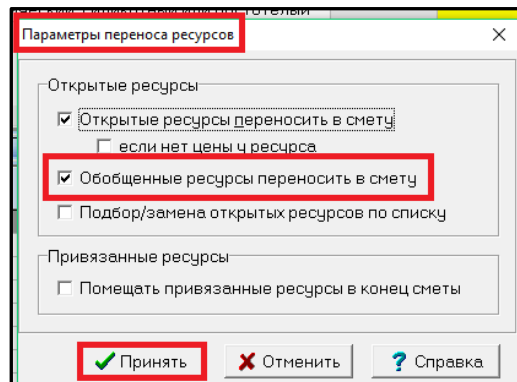 Параметры переноса ресурсов
Открытые ресурсы
Открытые ресурсы переносить в смету
если нет цены у ресурса
Обобщенные ресурсы переносить в смету
Подбор/замена открытых ресурсов по списку
Привязанные ресурсы
Помещать привязанные ресурсы в конец сметы
Принять Отменить ? Справка